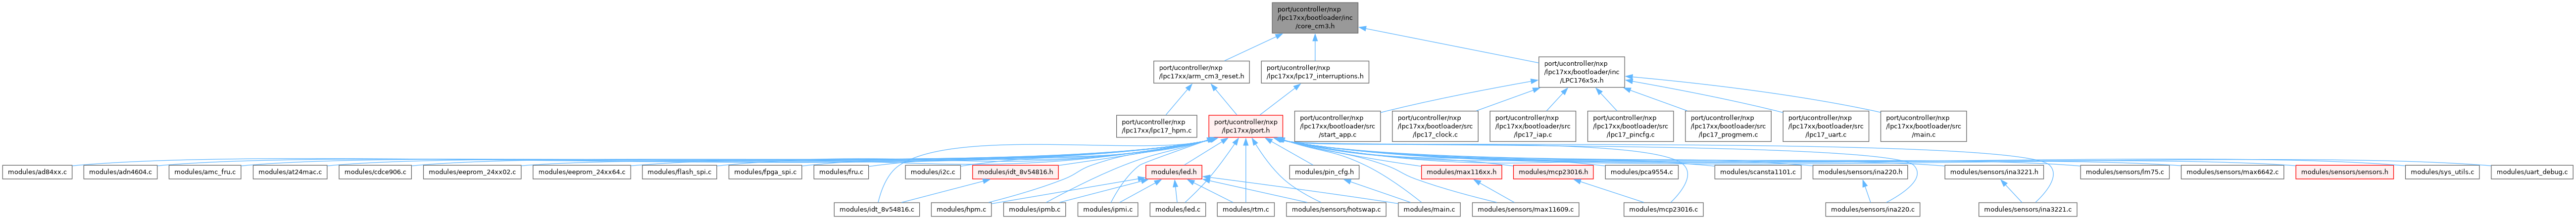 port/ucontroller/nxp
/lpc17xx/bootloader/inc
/core_cm3.h
port/ucontroller/nxp
/lpc17xx/arm_cm3_reset.h
port/ucontroller/nxp
/lpc17xx/lpc17_interruptions.h
port/ucontroller/nxp
/lpc17xx/bootloader/inc
/LPC176x5x.h
port/ucontroller/nxp
/lpc17xx/lpc17_hpm.c
port/ucontroller/nxp
/lpc17xx/port.h
port/ucontroller/nxp
/lpc17xx/bootloader/src
/start_app.c
port/ucontroller/nxp
/lpc17xx/bootloader/src
/lpc17_clock.c
port/ucontroller/nxp
/lpc17xx/bootloader/src
/lpc17_iap.c
port/ucontroller/nxp
/lpc17xx/bootloader/src
/lpc17_pincfg.c
port/ucontroller/nxp
/lpc17xx/bootloader/src
/lpc17_progmem.c
port/ucontroller/nxp
/lpc17xx/bootloader/src
/lpc17_uart.c
port/ucontroller/nxp
/lpc17xx/bootloader/src
/main.c
modules/ad84xx.c
modules/adn4604.c
modules/amc_fru.c
modules/at24mac.c
modules/cdce906.c
modules/eeprom_24xx02.c
modules/eeprom_24xx64.c
modules/flash_spi.c
modules/fpga_spi.c
modules/fru.c
modules/i2c.c
modules/idt_8v54816.h
modules/led.h
modules/pin_cfg.h
modules/max116xx.h
modules/mcp23016.h
modules/pca9554.c
modules/scansta1101.c
modules/sensors/ina220.h
modules/sensors/ina3221.h
modules/sensors/lm75.c
modules/sensors/max6642.c
modules/sensors/sensors.h
modules/sys_utils.c
modules/uart_debug.c
modules/idt_8v54816.c
modules/hpm.c
modules/ipmb.c
modules/ipmi.c
modules/led.c
modules/rtm.c
modules/sensors/hotswap.c
modules/main.c
modules/sensors/max11609.c
modules/mcp23016.c
modules/sensors/ina220.c
modules/sensors/ina3221.c